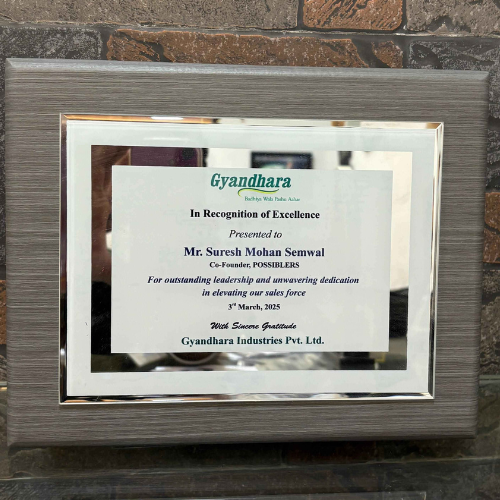 Gyandhara
In Recognition of Excellence
Presented to
Mr. Suresh Mohan Semwal
Co-Founder, POSSIBLERS
For outstanding leadership and unwavering dedication
in elevating our sales force
3rd March, 2025
With Sincere Gratitude
Gyandhara Industries Pvt. Ltd.